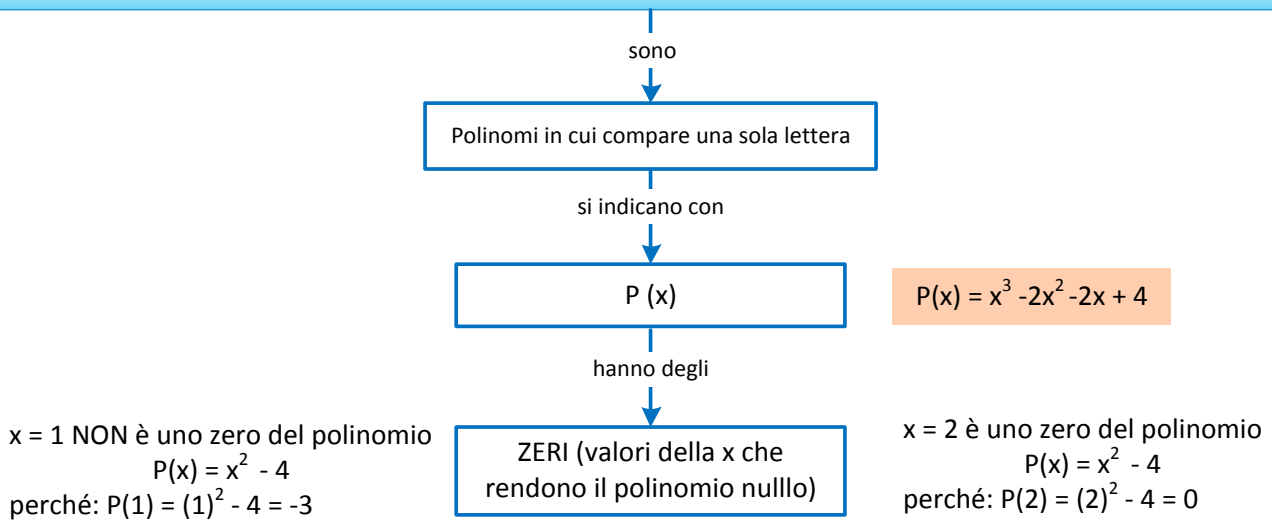 sono
Polinomi in cui compare una sola lettera
si indicano con
P (x)
P(x) = x³ -2x² -2x + 4
hanno degli
ZERI (valori della x che
rendono il polinomio nulllo)
x = 1 NON è uno zero del polinomio
P(x) = x² - 4
perché: P(1) = (1)² - 4 = -3
x = 2 è uno zero del polinomio
P(x) = x² - 4
perché: P(2) = (2)² - 4 = 0